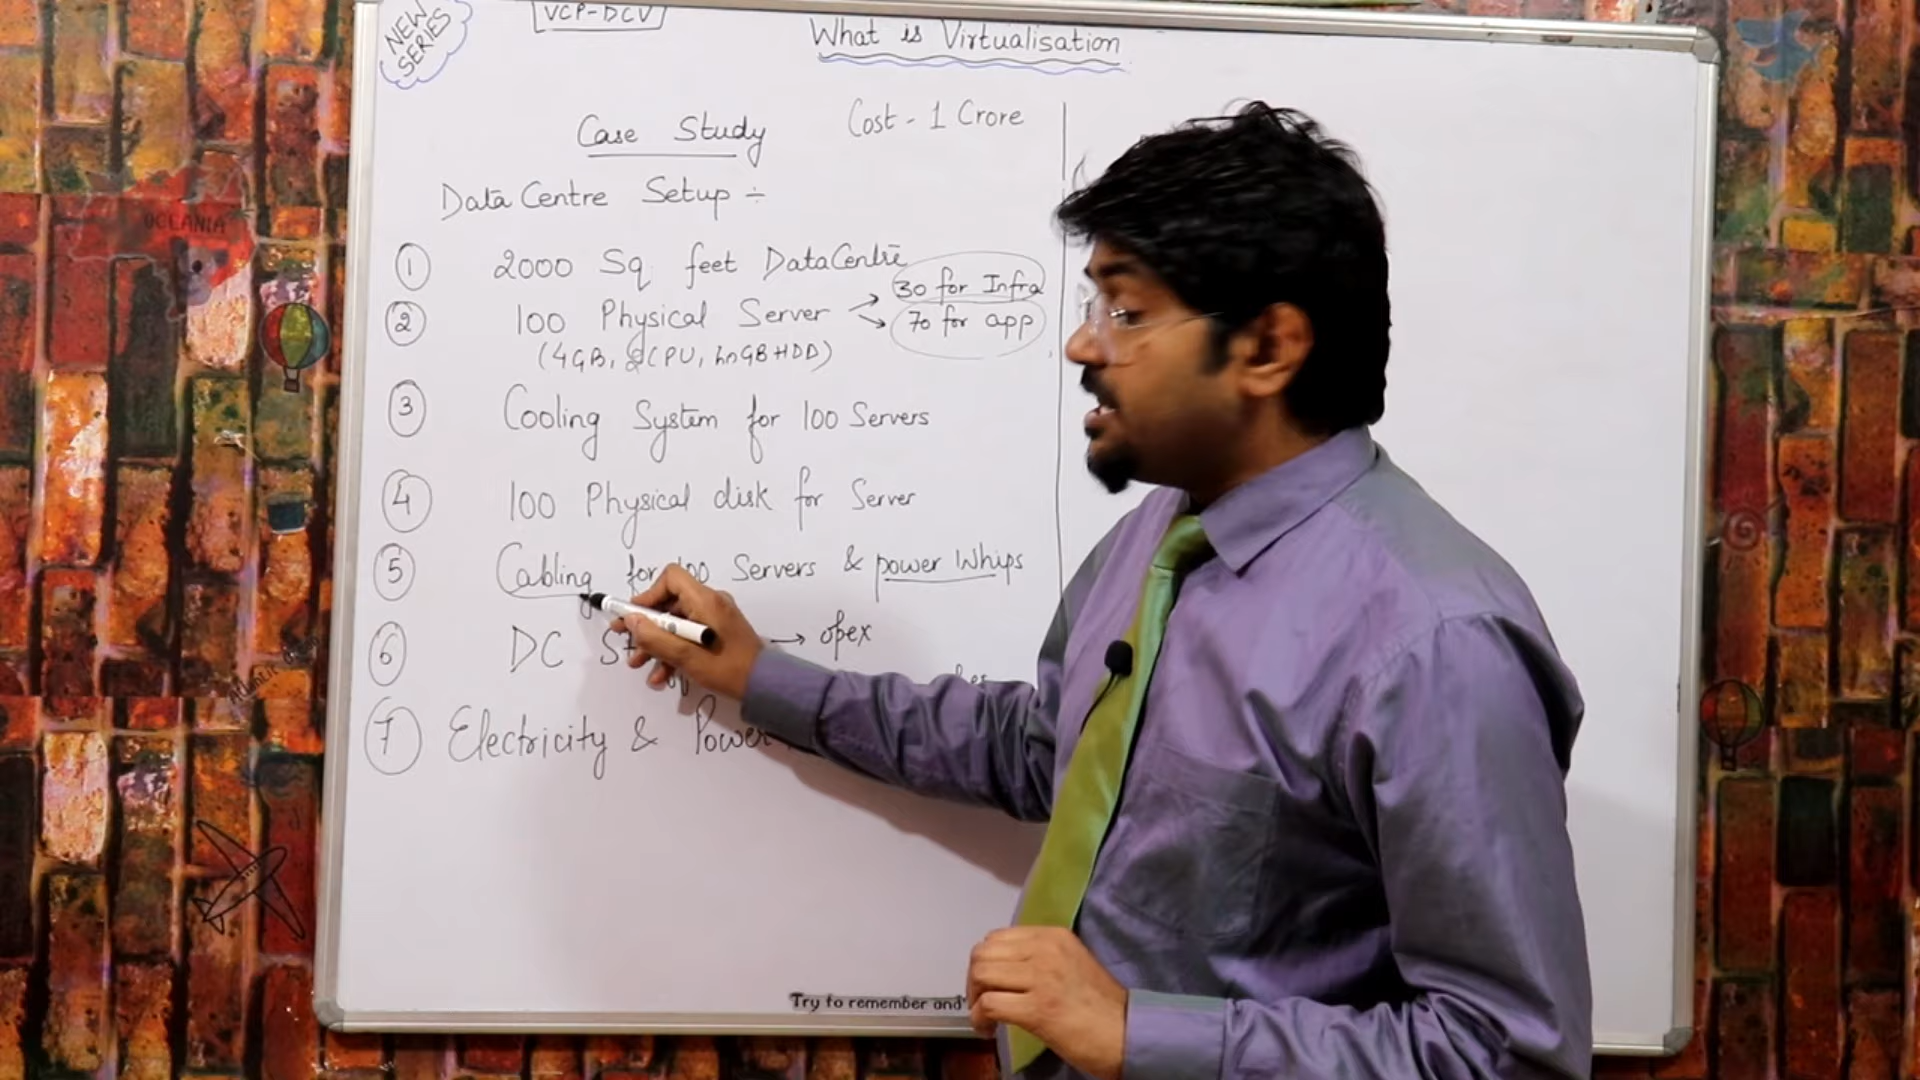 NEW
SERIES
VCP-DCV
What is Virtualisation
Case Study
Cost - 1 Crore
Data Centre Setup ÷
1 2000 Sq feet DataCentre
30 for Infra
2 100 Physical Server
70 for app
(4GB, 2CPU, GB HDD)
3 Cooling System for 100 Servers
4 100 Physical disk for Server
5 Cabling for 100 Servers & power Whips
6 DC → opex
7 Electricity & Power
Try to remember and
OCEANIA